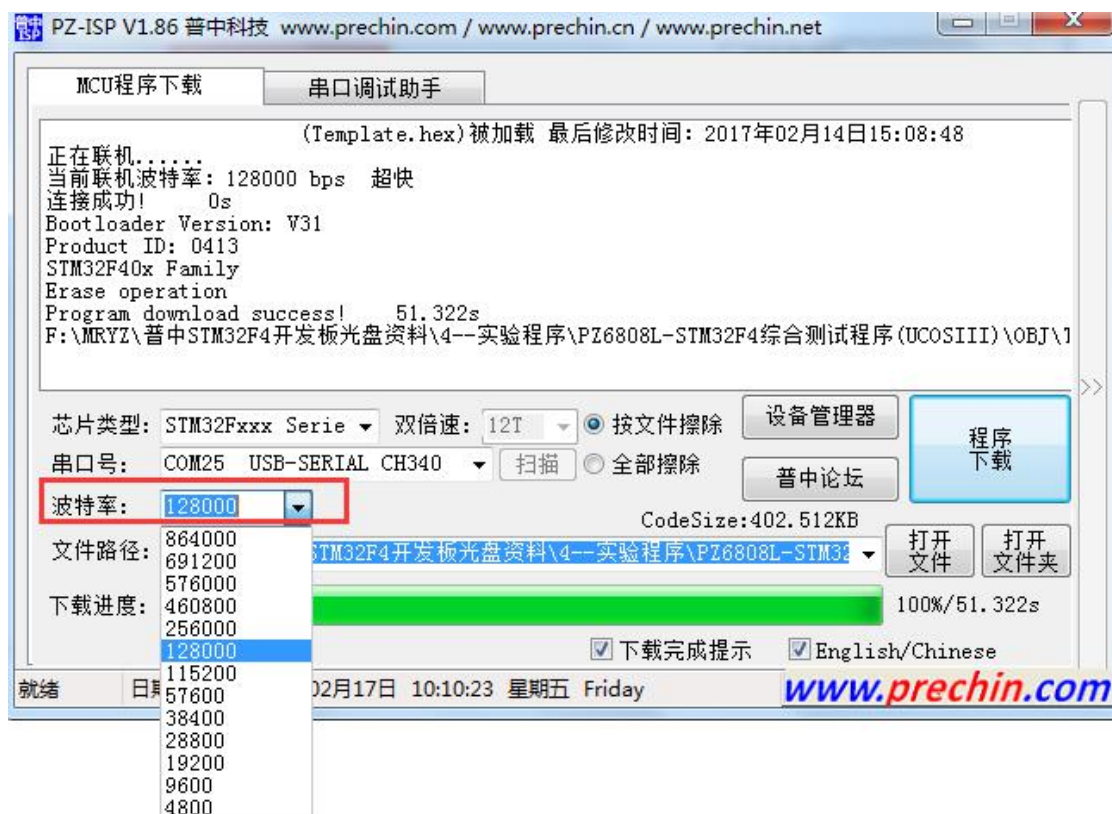 PZ-ISP V1.86 普中科技 www.prechin.com / www.prechin.cn / www.prechin.net
MCU程序下载 串口调试助手
(Template.hex)被加载 最后修改时间: 2017年02月14日15:08:48
正在联机......
当前联机波特率: 128000 bps 超快
连接成功! 0s
Bootloader Version: V31
Product ID: 0413
STM32F40x Family
Erase operation
Program download success! 51.322s
F:\MRYZ\普中STM32F4开发板光盘资料\4--实验程序\PZ6808L-STM32F4综合测试程序(UCOSIII)\OBJ\
>>
芯片类型: STM32Fxxx Serie 双倍速: 12T 按文件擦除 设备管理器
程序
下载
串口号: COM25 USB-SERIAL CH340 扫描 全部擦除 普中论坛
波特率: 128000
CodeSize:402.512KB
文件路径: STM32F4开发板光盘资料\4--实验程序\PZ6808L-STM32
打开
文件
打开
文件夹
下载进度: 100%/51.322s
864000
691200
576000
460800
256000
128000
115200
57600
38400
28800
19200
9600
4800
下载完成提示 English/Chinese
就绪 02月17日 10:10:23 星期五 Friday www.prechin.com